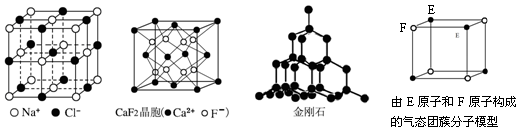 E
F
E
Na⁺ Cl⁻
CaF₂晶胞(Ca²⁺ F⁻)
金刚石
由 E 原子和 F 原子构成
的气态团簇分子模型